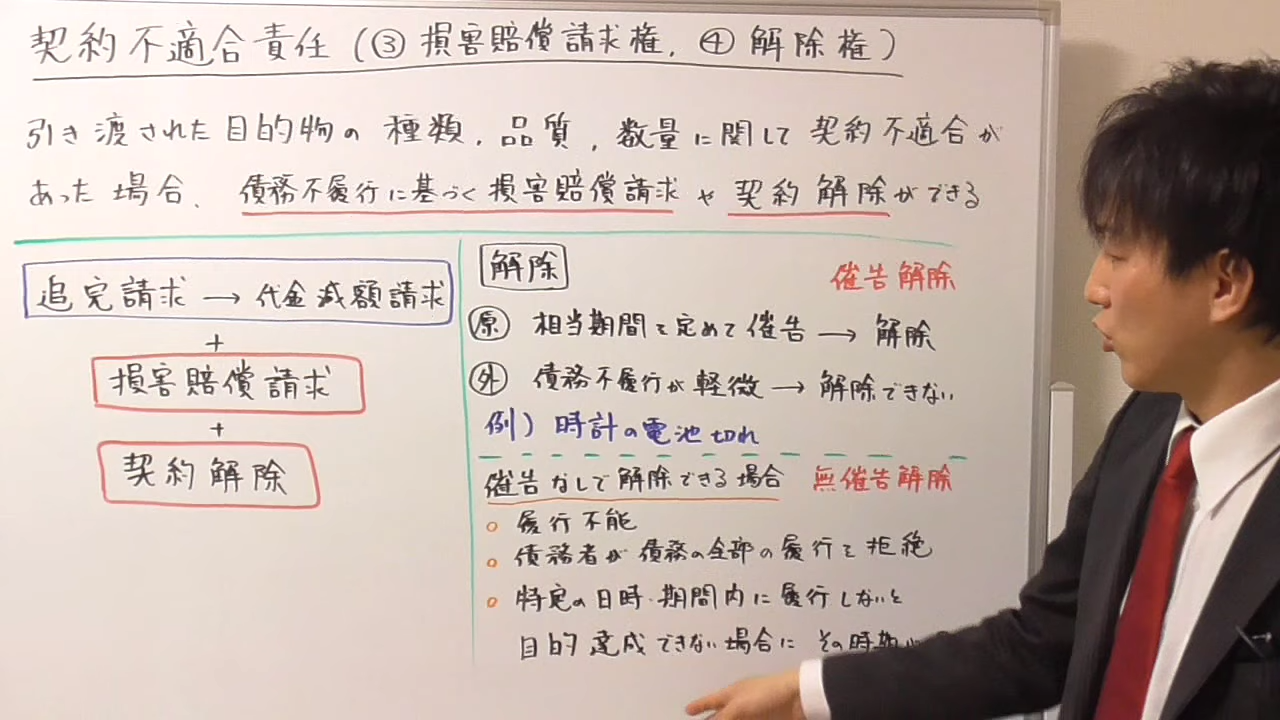 契約不適合責任(③損害賠償請求権,④解除権)
引き渡された目的物の種類,品質,数量に関して契約不適合が
あった場合、債務不履行に基づく損害賠償請求や契約解除ができる
追完請求→代金減額請求
+
損害賠償請求
+
契約解除
解除
催告解除
原 相当期間を定めて催告→解除
外 債務不履行が軽微→解除できない
例)時計の電池切れ
催告なしで解除できる場合 無催告解除
○履行不能
○債務者が債務の全部の履行を拒絶
○特定の日時・期間内に履行しないと
目的達成できない場合に その時期